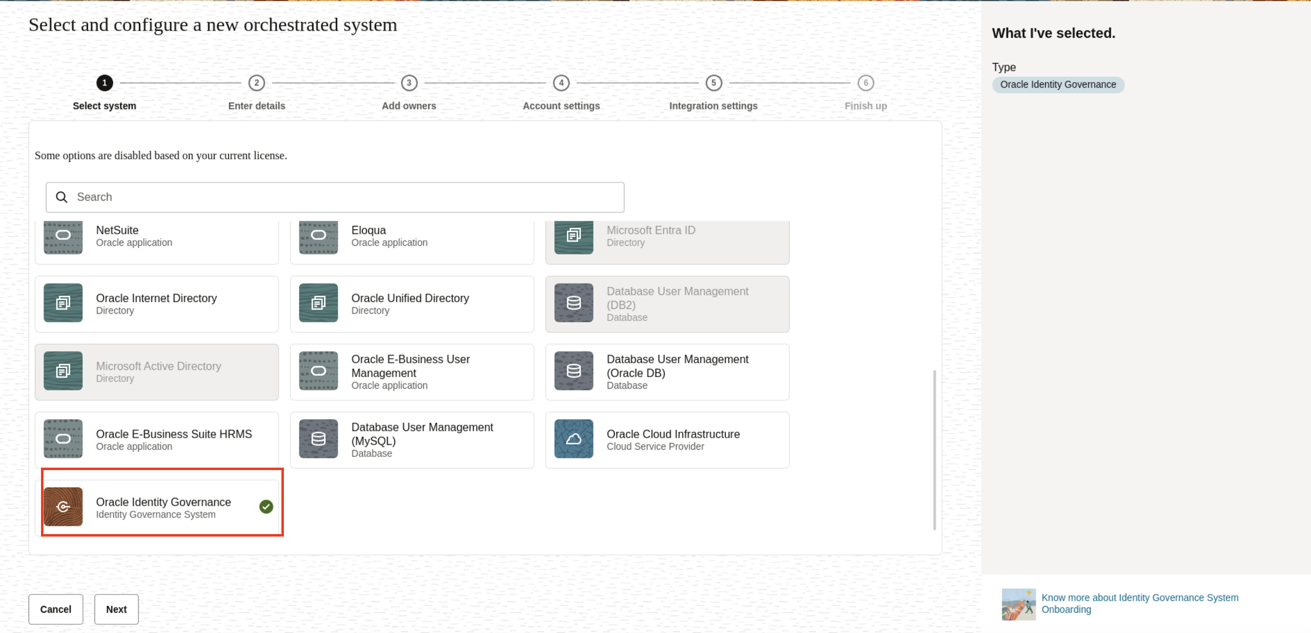 Select and configure a new orchestrated system
1
2
3
4
5
6
Select system
Enter details
Add owners
Account settings
Integration settings
Finish up
Some options are disabled based on your current license.
Search
NetSuite
Oracle application
Eloqua
Oracle application
Microsoft Entra ID
Directory
Oracle Internet Directory
Directory
Oracle Unified Directory
Directory
Database User Management
(DB2)
Database
Microsoft Active Directory
Directory
Oracle E-Business User
Management
Oracle application
Database User Management
(Oracle DB)
Database
Oracle E-Business Suite HRMS
Oracle application
Database User Management
(MySQL)
Database
Oracle Cloud Infrastructure
Cloud Service Provider
Oracle Identity Governance
Identity Governance System
Cancel
Next
What I've selected.
Type
Oracle Identity Governance
Know more about Identity Governance System
Onboarding